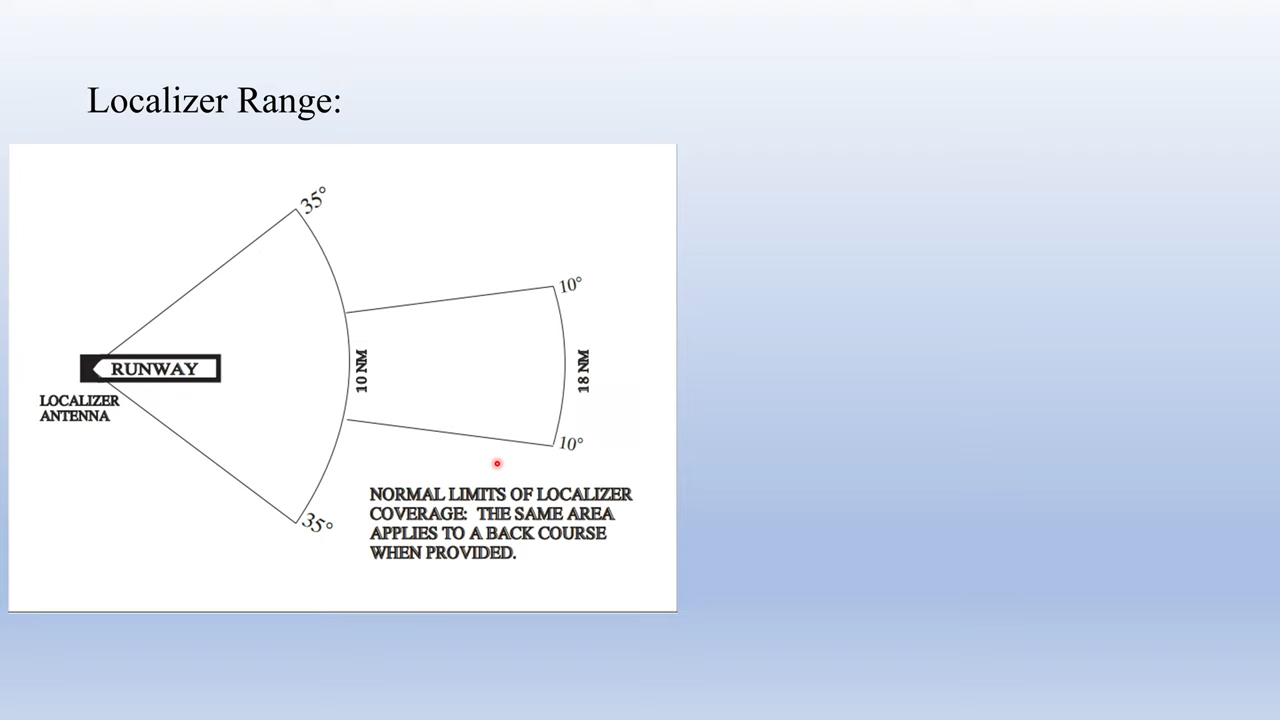 Localizer Range:
35°
10°
RUNWAY
10 NM
18 NM
LOCALIZER
ANTENNA
10°
35°
NORMAL LIMITS OF LOCALIZER
COVERAGE: THE SAME AREA
APPLIES TO A BACK COURSE
WHEN PROVIDED.